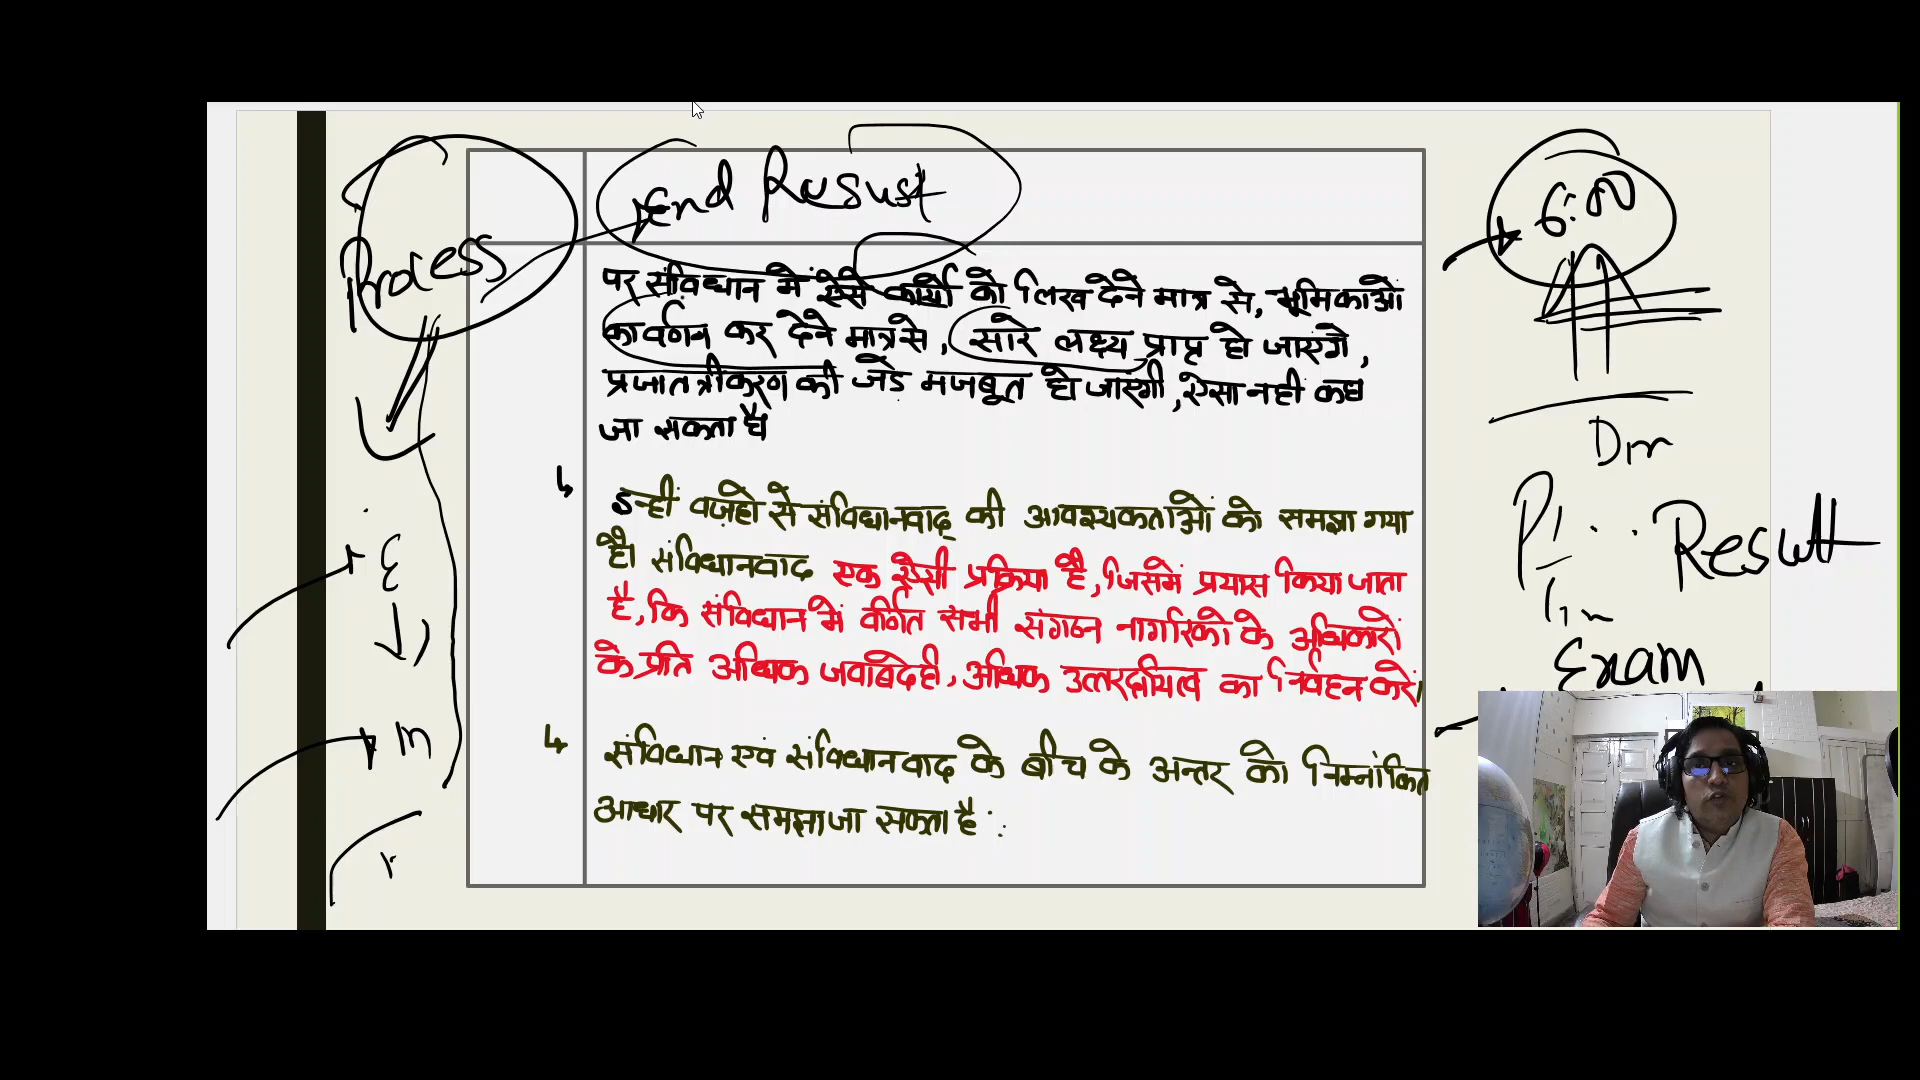 End Resust
Process
6:00
पर संविधान में ऐसे कार्यो को लिख देने मात्र से, भूमिकाओ
का वर्णन कर देने मात्र से, सारे लक्ष्य प्राप्त हो जाएंगे,
प्रजातंत्रीकरण की जड़े मजबूत हो जाएंगी, ऐसा नही कहा
जा सकता है।
इन्ही वजहो से संविधानवाद की आवश्यकताओं को समझा गया
है। संविधानवाद एक ऐसी प्रक्रिया है, जिसमें प्रयास किया जाता
है, कि संविधान में वर्णित सभी संगठन नागरिको के अधिकारों
के प्रति अधिक जवाबदेही, अधिक उत्तरदायित्व का निर्वहन करें।
संविधान एवं संविधानवाद के बीच के अन्तर को निम्नांकित
आधार पर समझा जा सकता है :
Result
Exam
m